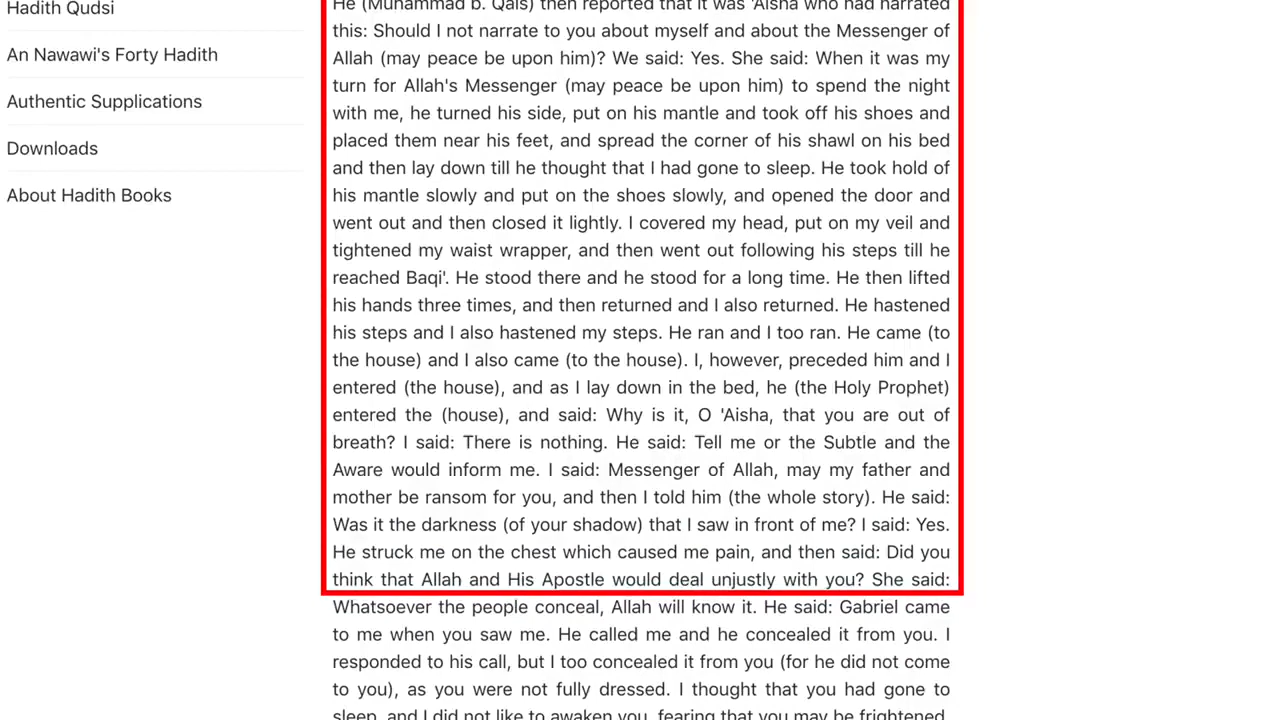 Hadith Qudsi
An Nawawi's Forty Hadith
Authentic Supplications
Downloads
About Hadith Books
He (Muhammad b. Qais) then reported that it was 'Aisha who had narrated
this: Should I not narrate to you about myself and about the Messenger of
Allah (may peace be upon him)? We said: Yes. She said: When it was my
turn for Allah's Messenger (may peace be upon him) to spend the night
with me, he turned his side, put on his mantle and took off his shoes and
placed them near his feet, and spread the corner of his shawl on his bed
and then lay down till he thought that I had gone to sleep. He took hold of
his mantle slowly and put on the shoes slowly, and opened the door and
went out and then closed it lightly. I covered my head, put on my veil and
tightened my waist wrapper, and then went out following his steps till he
reached Baqi'. He stood there and he stood for a long time. He then lifted
his hands three times, and then returned and I also returned. He hastened
his steps and I also hastened my steps. He ran and I too ran. He came (to
the house) and I also came (to the house). I, however, preceded him and I
entered (the house), and as I lay down in the bed, he (the Holy Prophet)
entered the (house), and said: Why is it, O 'Aisha, that you are out of
breath? I said: There is nothing. He said: Tell me or the Subtle and the
Aware would inform me. I said: Messenger of Allah, may my father and
mother be ransom for you, and then I told him (the whole story). He said:
Was it the darkness (of your shadow) that I saw in front of me? I said: Yes.
He struck me on the chest which caused me pain, and then said: Did you
think that Allah and His Apostle would deal unjustly with you? She said:
Whatsoever the people conceal, Allah will know it. He said: Gabriel came
to me when you saw me. He called me and he concealed it from you. I
responded to his call, but I too concealed it from you (for he did not come
to you), as you were not fully dressed. I thought that you had gone to
sleep, and I did not like to awaken you, fearing that you may be frightened.